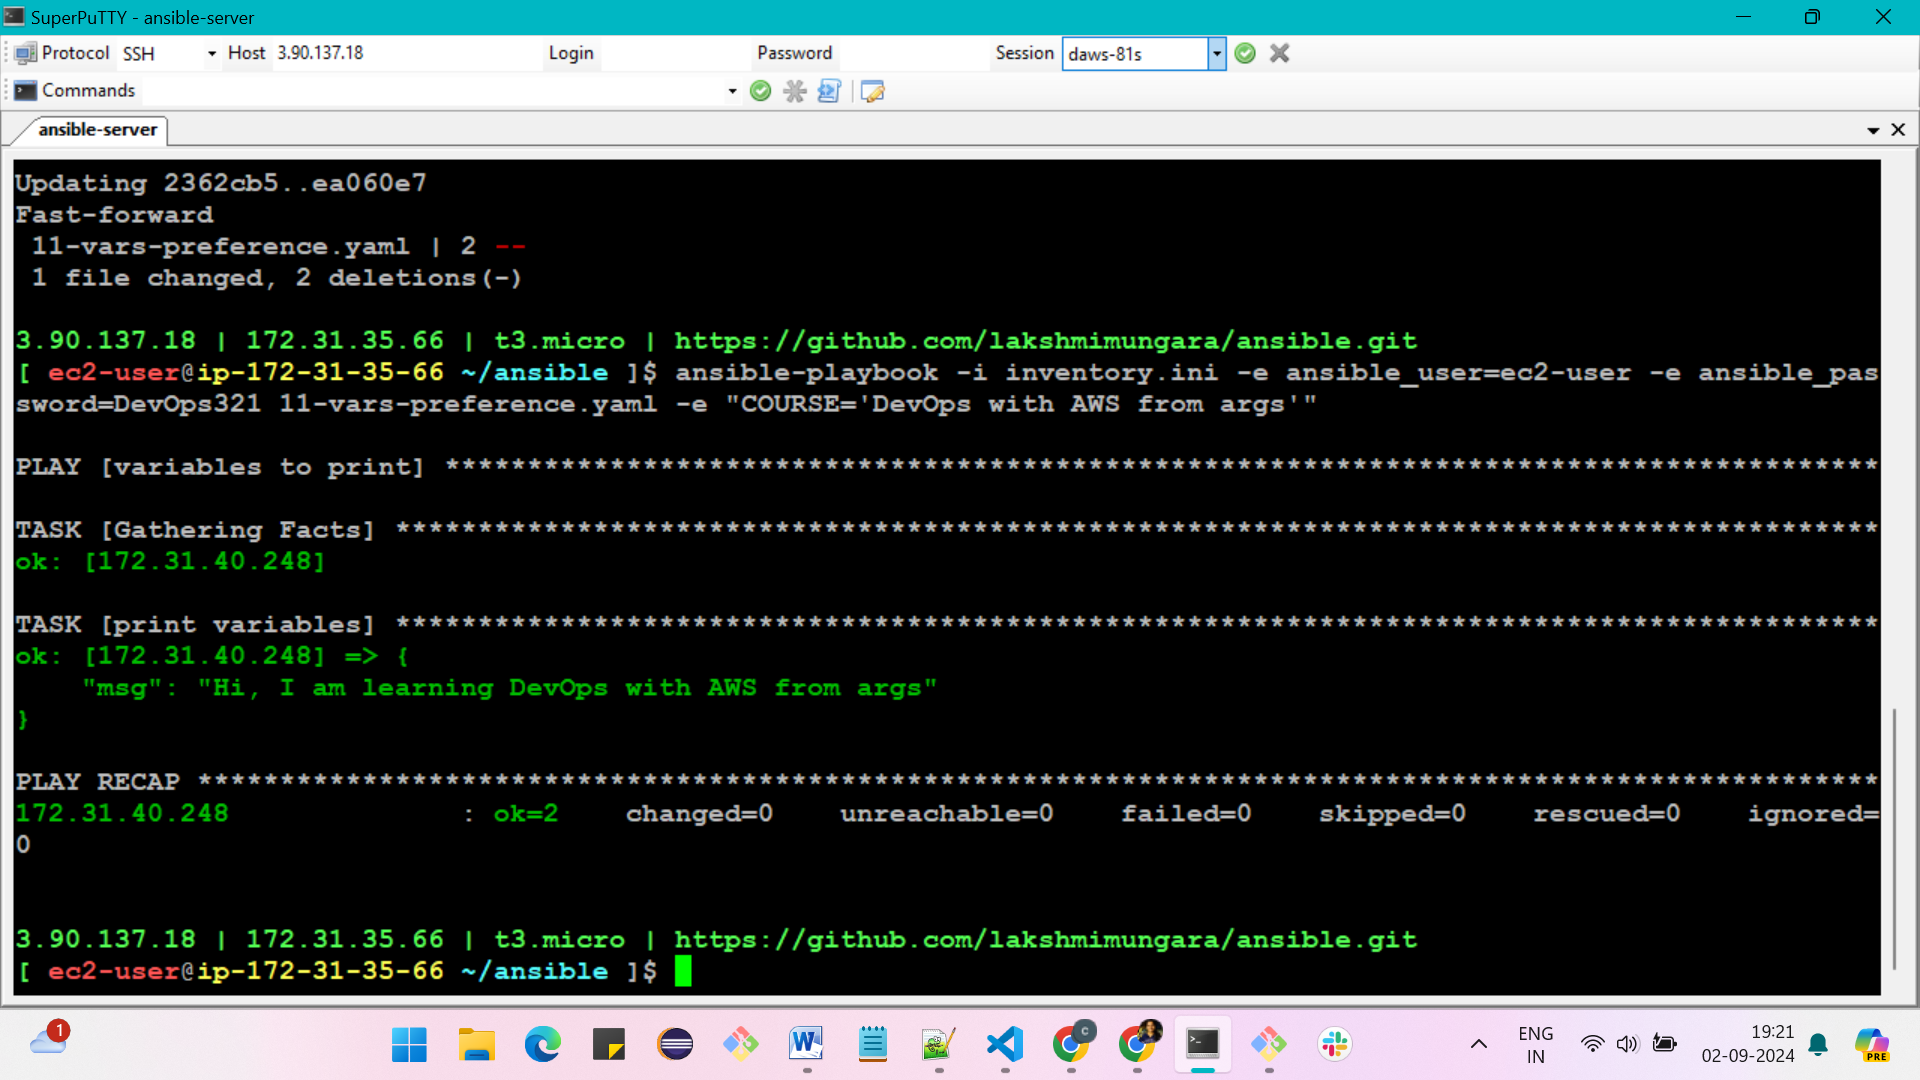 SuperPuTTY - ansible-server
Protocol SSH Host 3.90.137.18 Login Password Session daws-81s
Commands
ansible-server
Updating 2362cb5..ea060e7
Fast-forward
 11-vars-preference.yaml | 2 --
 1 file changed, 2 deletions(-)
3.90.137.18 | 172.31.35.66 | t3.micro | https://github.com/lakshmimungara/ansible.git
[ ec2-user@ip-172-31-35-66 ~/ansible ]$ ansible-playbook -i inventory.ini -e ansible_user=ec2-user -e ansible_pas
sword=DevOps321 11-vars-preference.yaml -e "COURSE='DevOps with AWS from args'"
PLAY [variables to print] ***************************************************************************************
TASK [Gathering Facts] ******************************************************************************************
ok: [172.31.40.248]
TASK [print variables] ******************************************************************************************
ok: [172.31.40.248] => {
    "msg": "Hi, I am learning DevOps with AWS from args"
}
PLAY RECAP ******************************************************************************************************
172.31.40.248              : ok=2    changed=0    unreachable=0    failed=0    skipped=0    rescued=0    ignored=
0
3.90.137.18 | 172.31.35.66 | t3.micro | https://github.com/lakshmimungara/ansible.git
[ ec2-user@ip-172-31-35-66 ~/ansible ]$
1
C
ENG
IN
19:21
02-09-2024
PRE